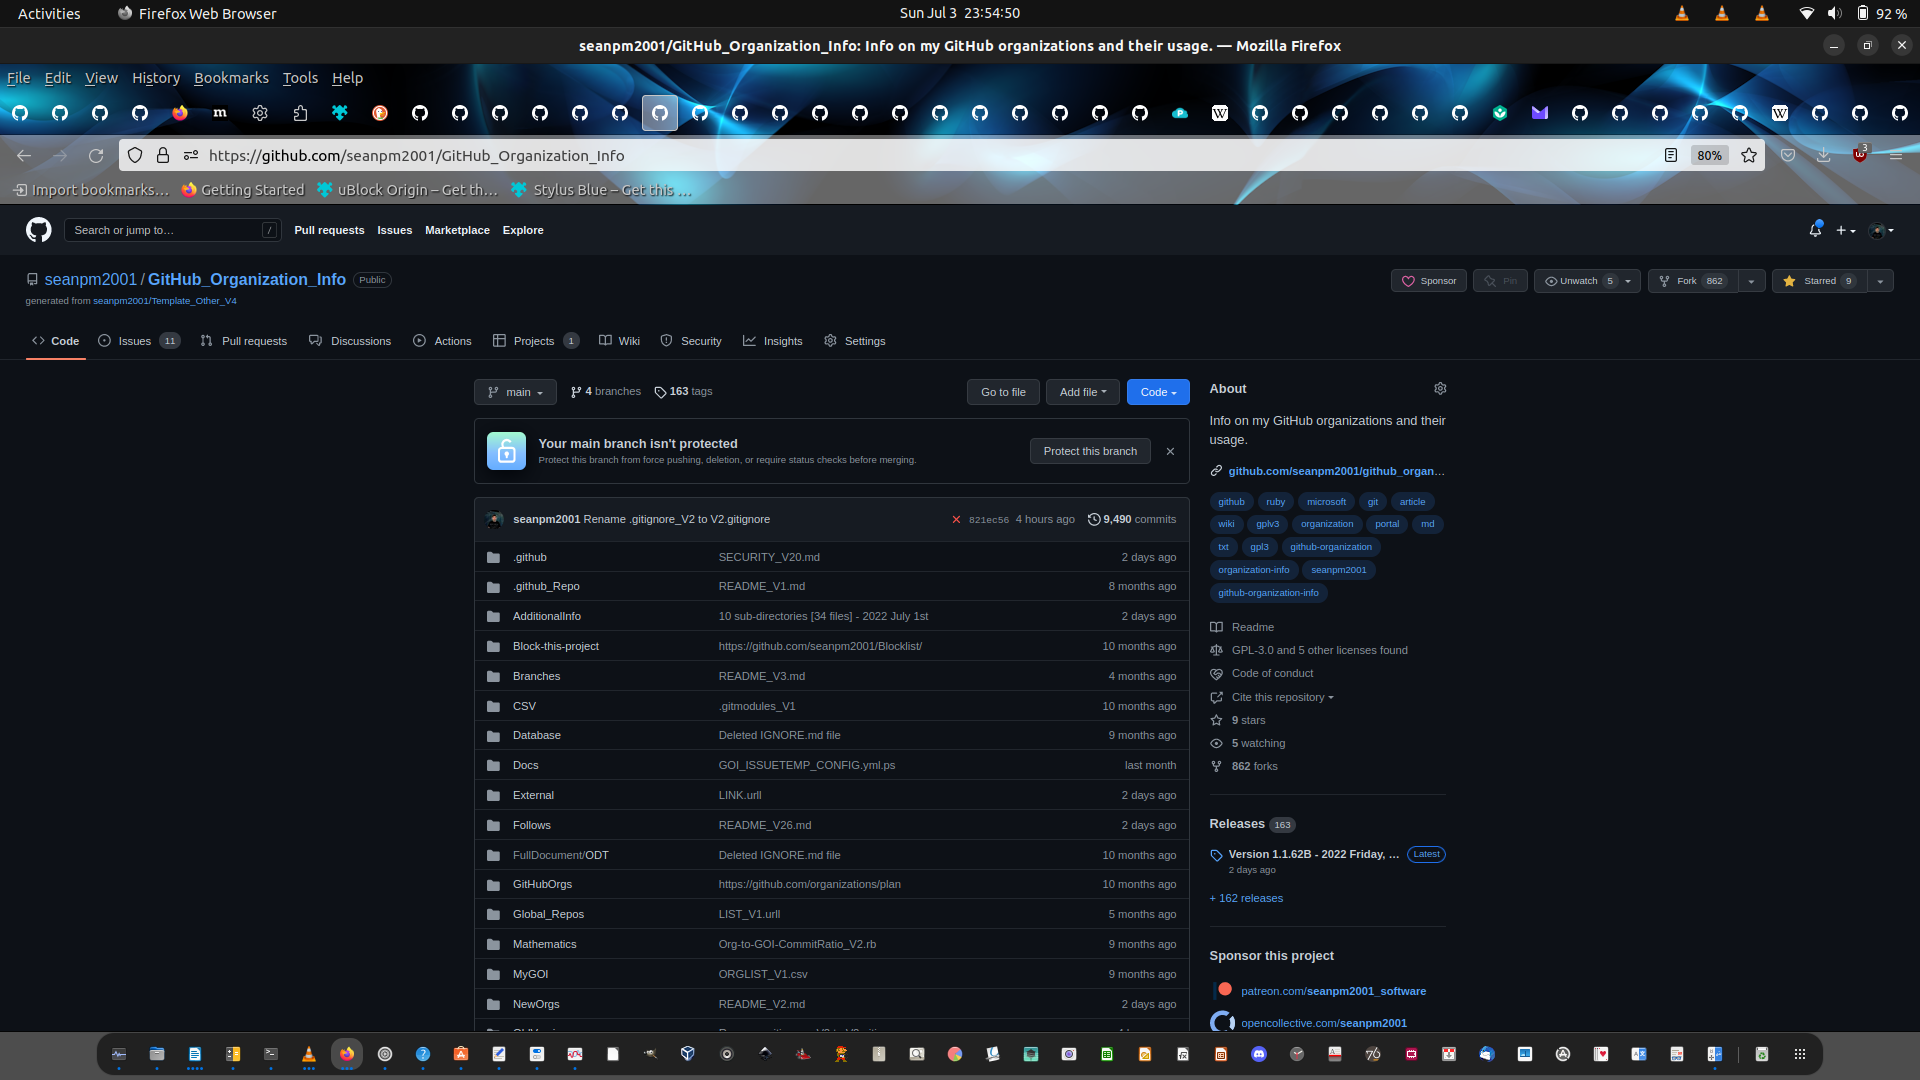 Activities
Firefox Web Browser
Sun Jul 3 23:54:50
92 %
seanpm2001/GitHub_Organization_Info: Info on my GitHub organizations and their usage. — Mozilla Firefox
File Edit View History Bookmarks Tools Help
https://github.com/seanpm2001/GitHub_Organization_Info
80%
3
Import bookmarks…
Getting Started
uBlock Origin – Get th…
Stylus Blue – Get this …
Search or jump to…
/
Pull requests
Issues
Marketplace
Explore
seanpm2001 / GitHub_Organization_Info
Public
generated from seanpm2001/Template_Other_V4
Sponsor
Pin
Unwatch 5
Fork 862
Starred 9
Code
Issues 11
Pull requests
Discussions
Actions
Projects 1
Wiki
Security
Insights
Settings
main
4 branches
163 tags
Go to file
Add file
Code
Your main branch isn't protected
Protect this branch from force pushing, deletion, or require status checks before merging.
Protect this branch
seanpm2001 Rename .gitignore_V2 to V2.gitignore
821ec56 4 hours ago
9,490 commits
.github SECURITY_V20.md 2 days ago
.github_Repo README_V1.md 8 months ago
AdditionalInfo 10 sub-directories [34 files] - 2022 July 1st 2 days ago
Block-this-project https://github.com/seanpm2001/Blocklist/ 10 months ago
Branches README_V3.md 4 months ago
CSV .gitmodules_V1 10 months ago
Database Deleted IGNORE.md file 9 months ago
Docs GOI_ISSUETEMP_CONFIG.yml.ps last month
External LINK.urll 2 days ago
Follows README_V26.md 2 days ago
FullDocument/ODT Deleted IGNORE.md file 10 months ago
GitHubOrgs https://github.com/organizations/plan 10 months ago
Global_Repos LIST_V1.urll 5 months ago
Mathematics Org-to-GOI-CommitRatio_V2.rb 9 months ago
MyGOI ORGLIST_V1.csv 9 months ago
NewOrgs README_V2.md 2 days ago
About
Info on my GitHub organizations and their
usage.
github.com/seanpm2001/github_organ…
github ruby microsoft git article
wiki gplv3 organization portal md
txt gpl3 github-organization
organization-info seanpm2001
github-organization-info
Readme
GPL-3.0 and 5 other licenses found
Code of conduct
Cite this repository
9 stars
5 watching
862 forks
Releases 163
Version 1.1.62B - 2022 Friday, …
Latest
2 days ago
+ 162 releases
Sponsor this project
patreon.com/seanpm2001_software
opencollective.com/seanpm2001